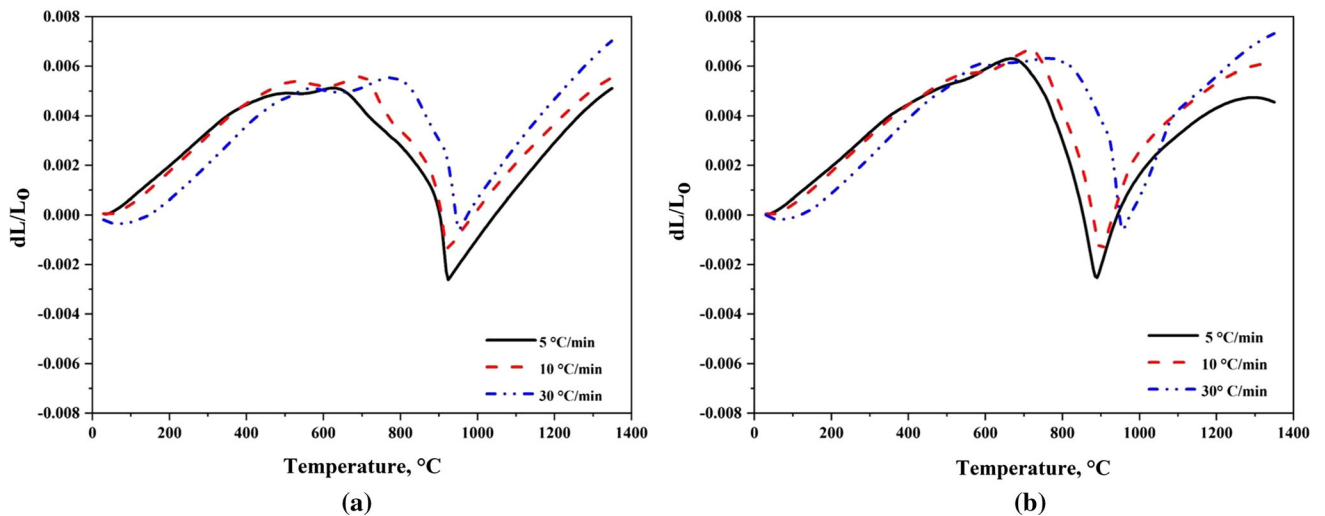 0.008
0.006
0.004
0.002
0.000
-0.002
-0.004
-0.006
-0.008
dL/Lo
0 200 400 600 800 1000 1200 1400
Temperature, °C
5 °C/min
10 °C/min
30 °C/min
(a)
0.008
0.006
0.004
0.002
0.000
-0.002
-0.004
-0.006
-0.008
dL/Lo
0 200 400 600 800 1000 1200 1400
Temperature, °C
5 °C/min
10 °C/min
30° C/min
(b)